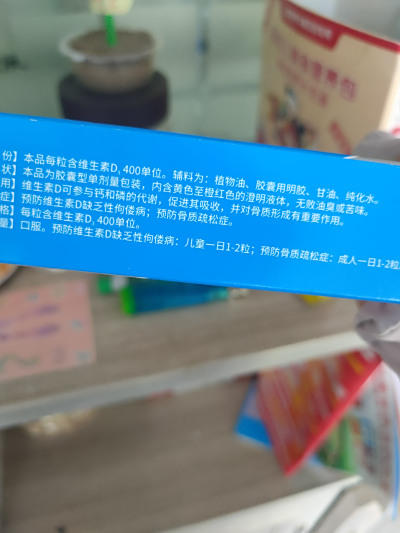 份】本品每粒含维生素D, 400单位。辅料为：植物油、胶囊用明胶、甘油、纯化水。
状】本品为胶囊型单剂量包装，内含黄色至橙红色的澄明液体，无败油臭或苦味。
用】维生素D可参与钙和磷的代谢，促进其吸收，并对骨质形成有重要作用。
症】预防维生素D缺乏性佝偻病；预防骨质疏松症。
格】每粒含维生素D, 400单位。
量】口服。预防维生素D缺乏性佝偻病：儿童一日1-2粒；预防骨质疏松症：成人一日1-2粒